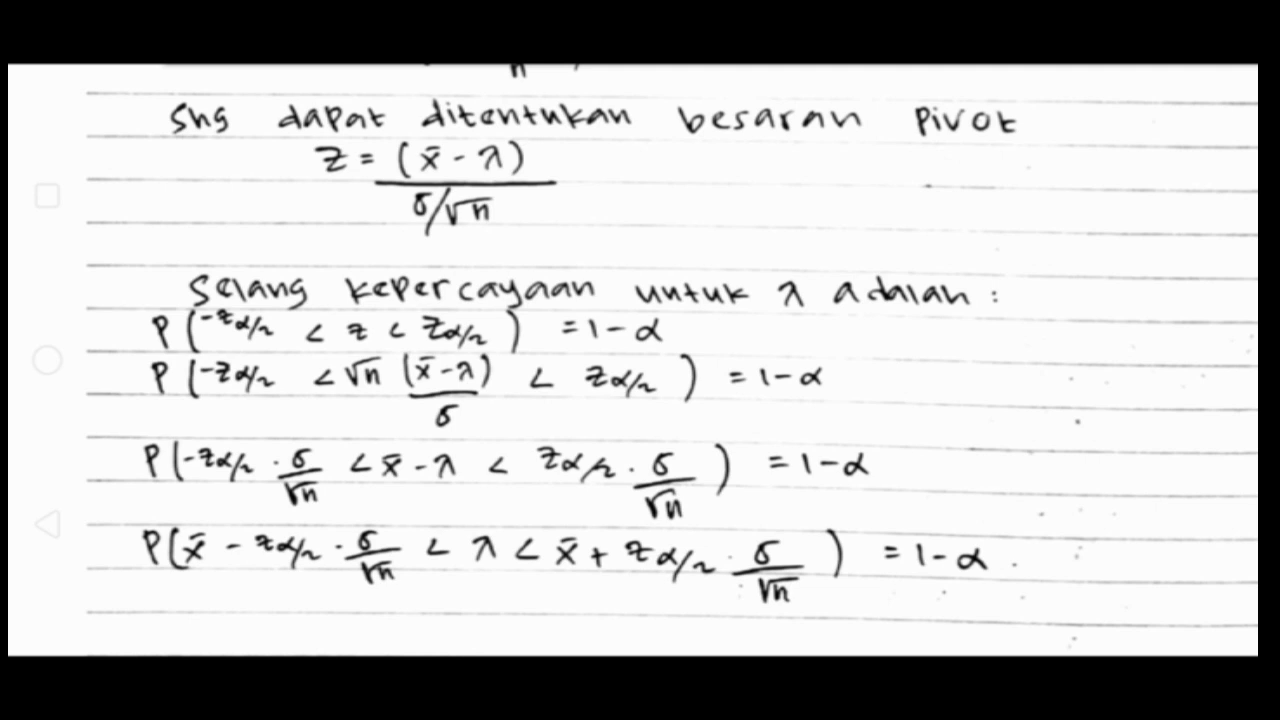 n ,
Shg dapat ditentukan besaran Pivot
z = (x̄ - λ)
σ/√n
Selang kepercayaan untuk λ adalah :
P (-zα/2 < z < zα/2) = 1 - α
P (-zα/2 < √n (x̄ - λ)/σ < zα/2) = 1 - α
P (-zα/2 · σ/√n < x̄ - λ < zα/2 · σ/√n) = 1 - α
P (x̄ - zα/2 · σ/√n < λ < x̄ + zα/2 · σ/√n) = 1 - α .